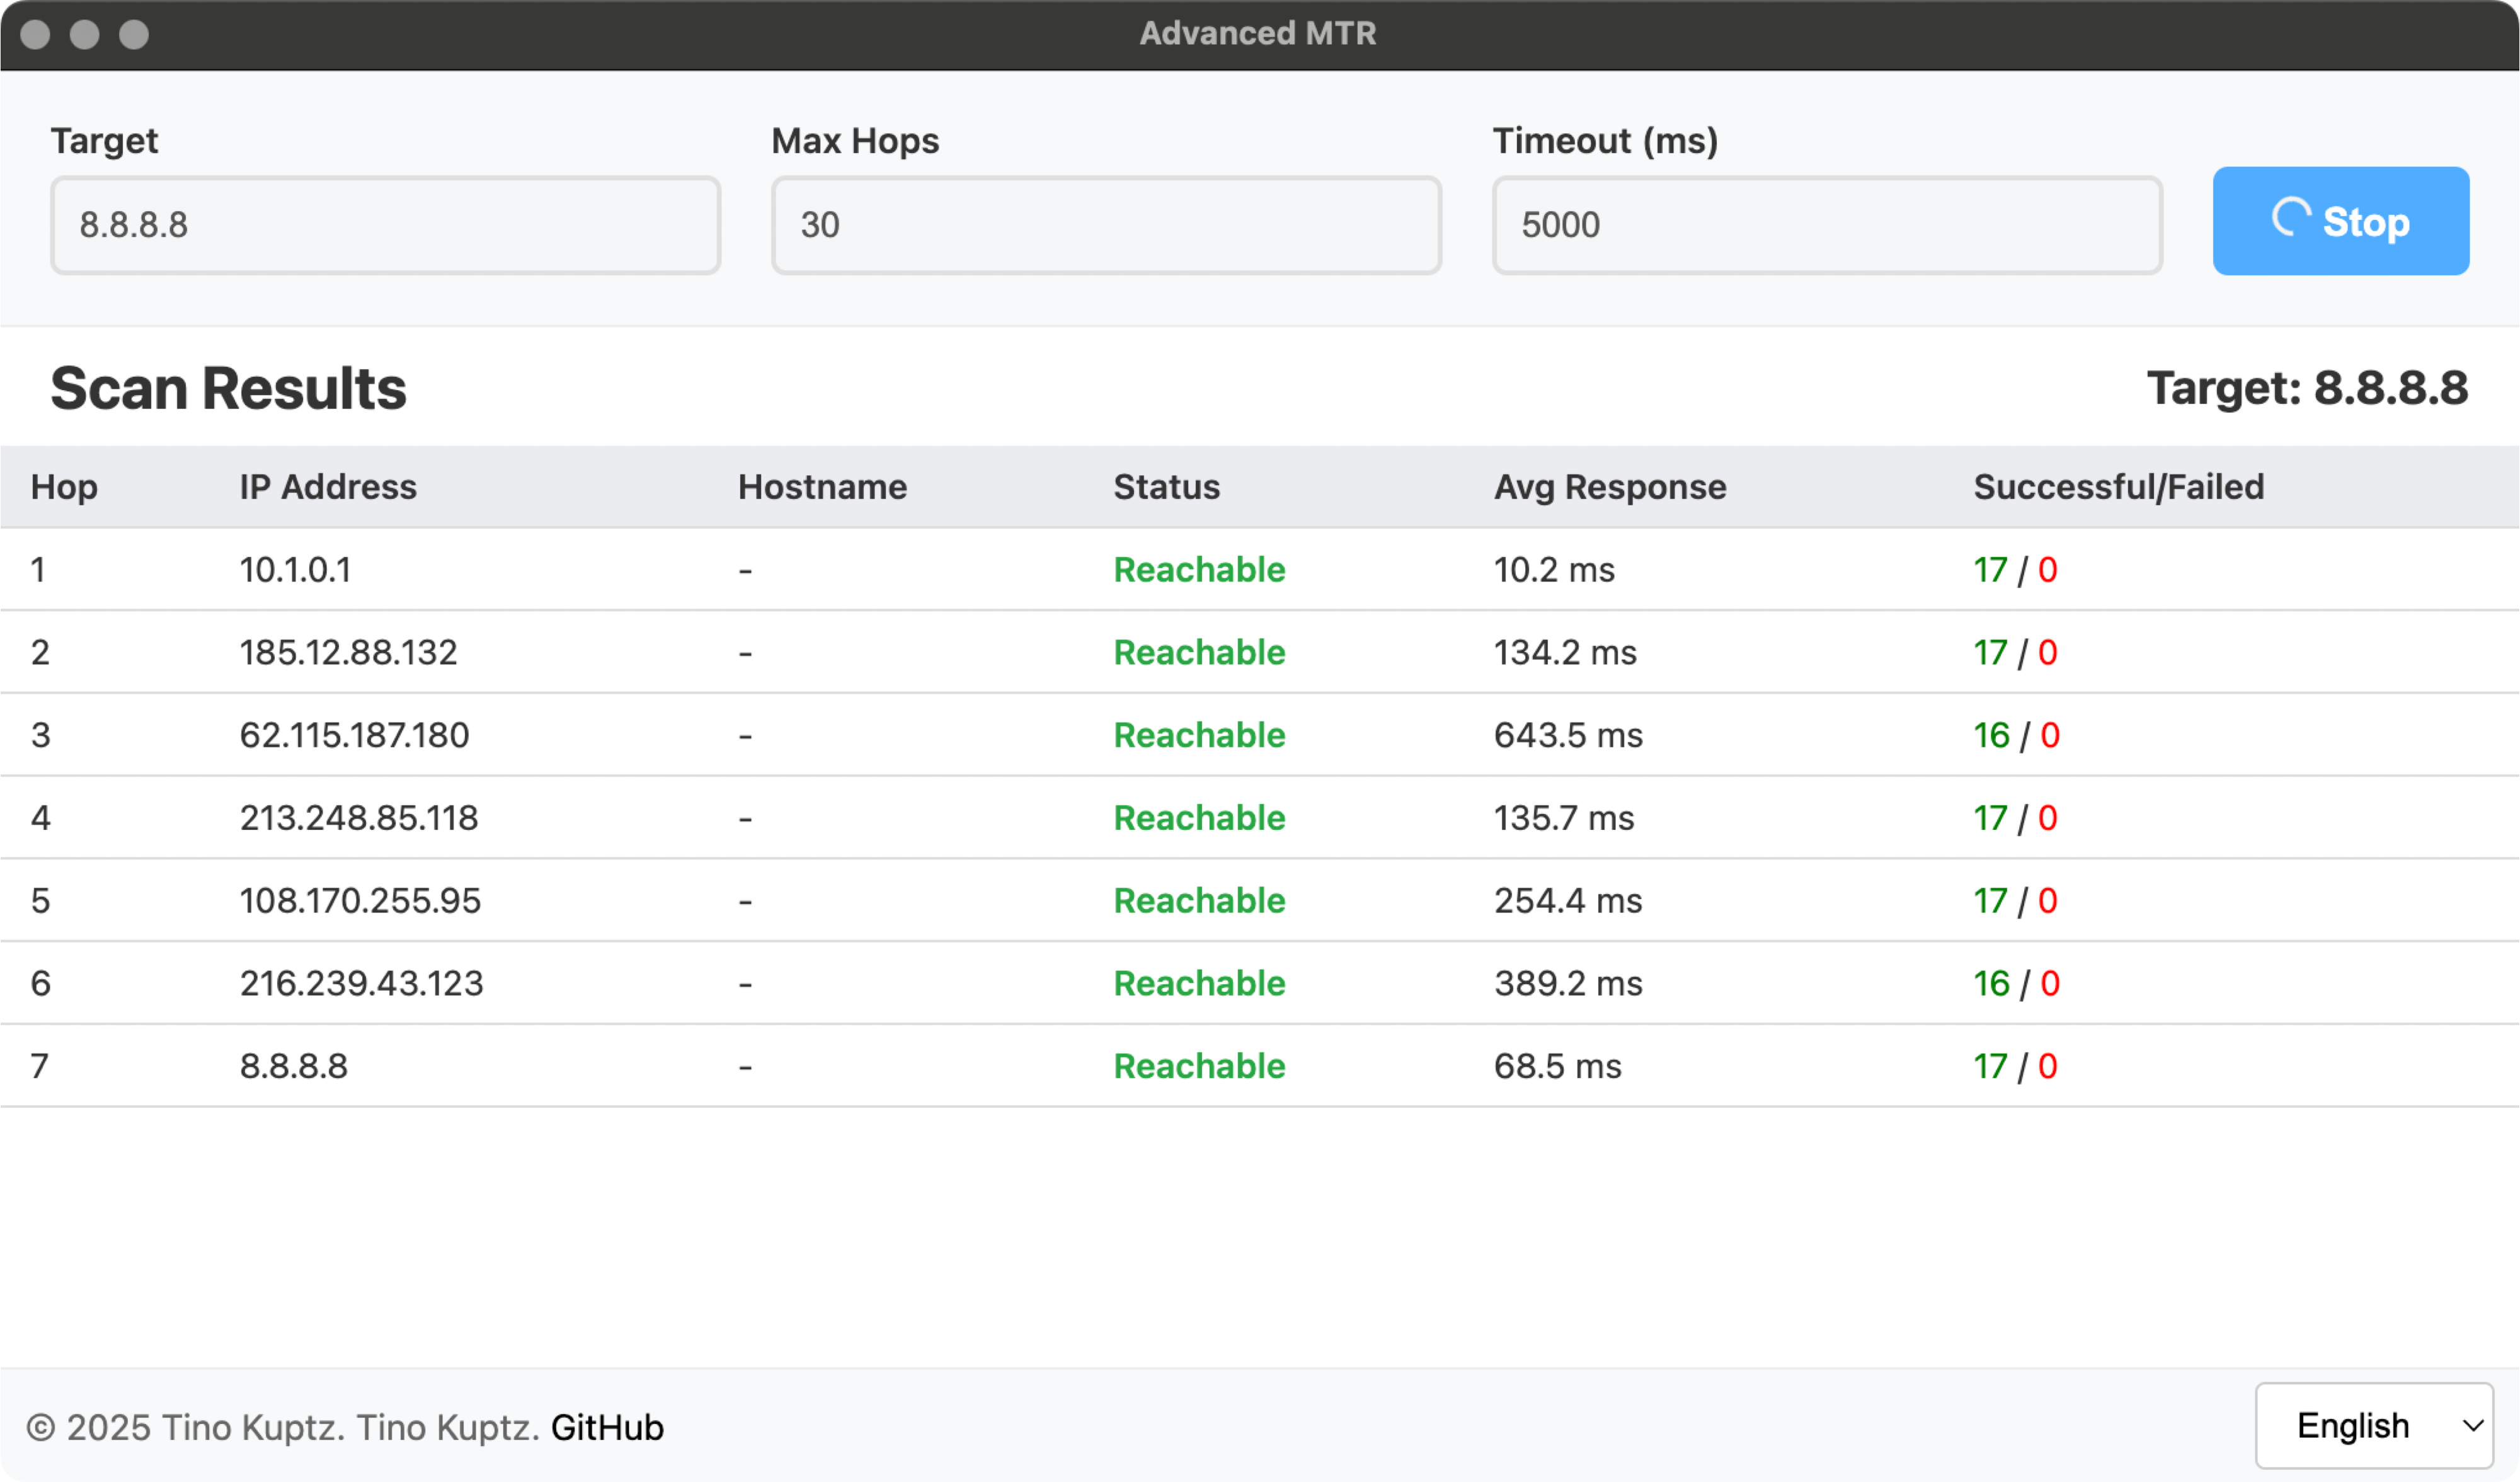 Advanced MTR
Target Max Hops Timeout (ms)
8.8.8.8 30 5000 Stop
Scan Results Target: 8.8.8.8
Hop IP Address Hostname Status Avg Response Successful/Failed
1 10.1.0.1 - Reachable 10.2 ms 17 / 0
2 185.12.88.132 - Reachable 134.2 ms 17 / 0
3 62.115.187.180 - Reachable 643.5 ms 16 / 0
4 213.248.85.118 - Reachable 135.7 ms 17 / 0
5 108.170.255.95 - Reachable 254.4 ms 17 / 0
6 216.239.43.123 - Reachable 389.2 ms 16 / 0
7 8.8.8.8 - Reachable 68.5 ms 17 / 0
© 2025 Tino Kuptz. Tino Kuptz. GitHub English